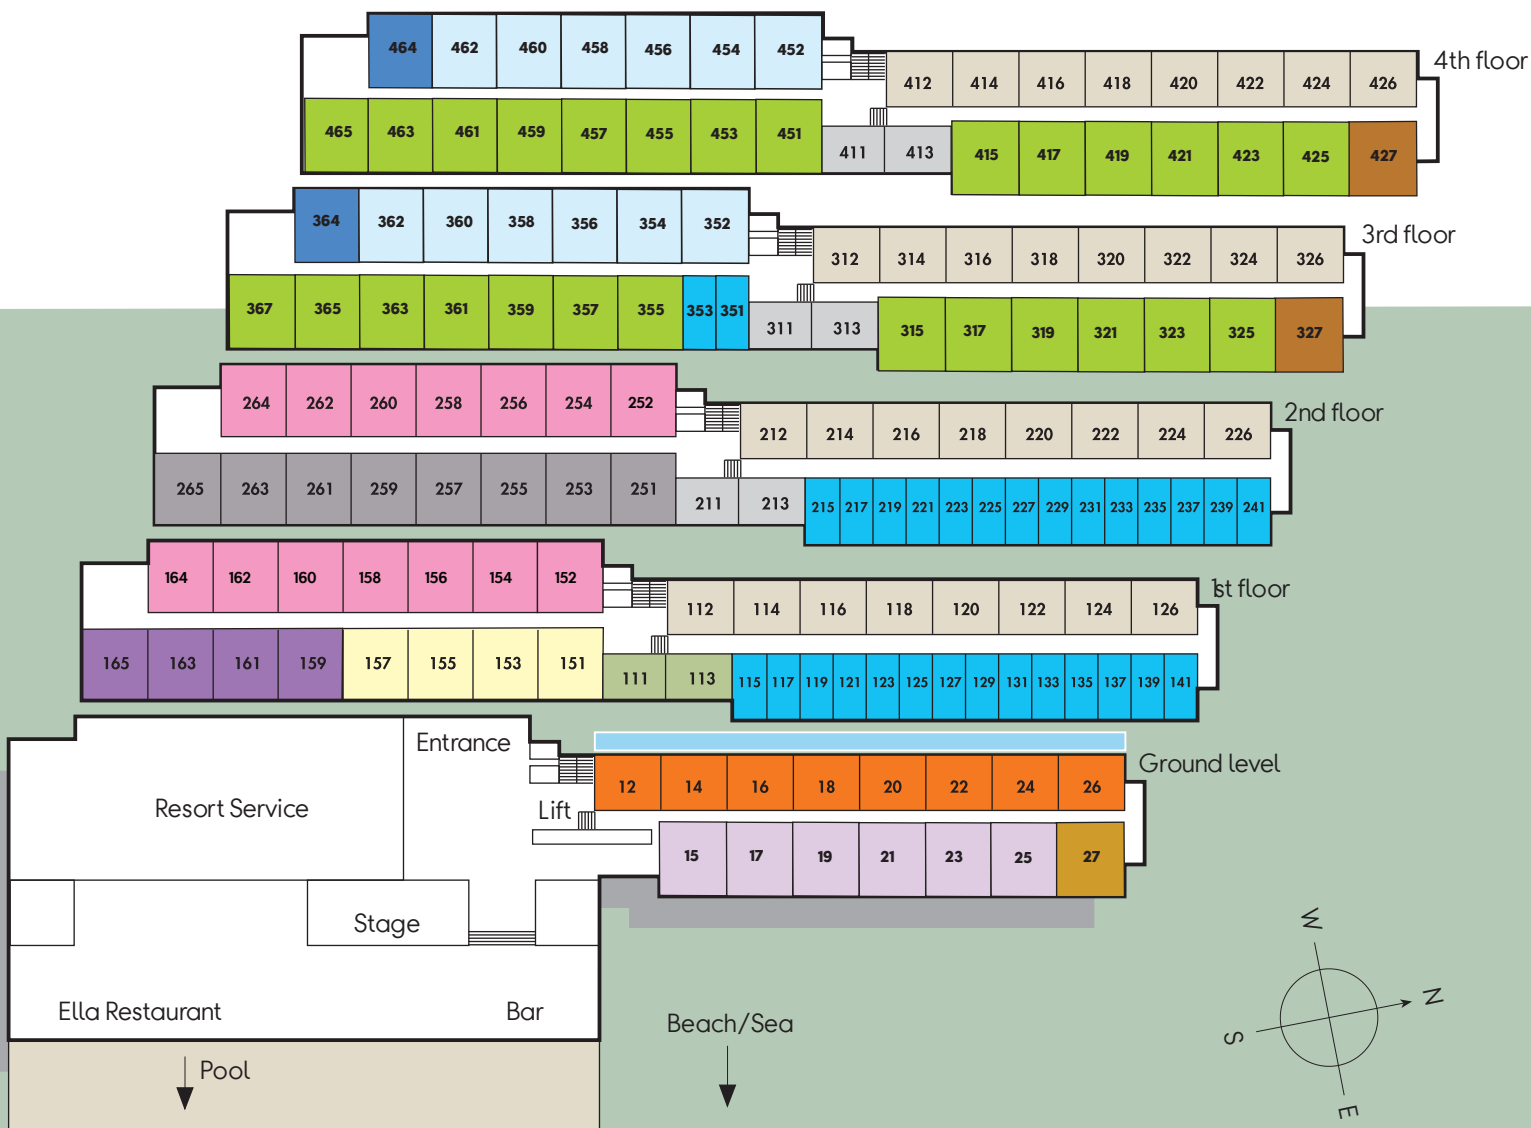 464 462 460 458 456 454 452
412 414 416 418 420 422 424 426
4th floor
465 463 461 459 457 455 453 451
411 413
415 417 419 421 423 425 427
364 362 360 358 356 354 352
312 314 316 318 320 322 324 326
3rd floor
367 365 363 361 359 357 355 353 351
311 313
315 317 319 321 323 325 327
264 262 260 258 256 254 252
212 214 216 218 220 222 224 226
2nd floor
265 263 261 259 257 255 253 251
211 213
215 217 219 221 223 225 227 229 231 233 235 237 239 241
164 162 160 158 156 154 152
112 114 116 118 120 122 124 126
1st floor
165 163 161 159 157 155 153 151
111 113
115 117 119 121 123 125 127 129 131 133 135 137 139 141
Entrance
Ground level
12 14 16 18 20 22 24 26
Resort Service
Lift
15 17 19 21 23 25 27
Stage
Ella Restaurant
Bar
Beach/Sea
Pool
W
N
S
E